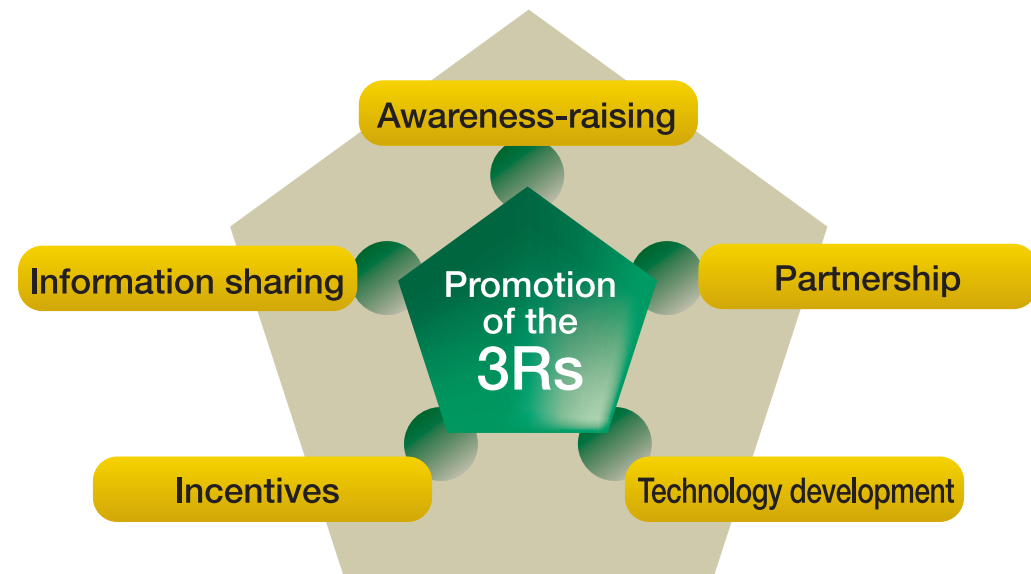 Awareness-raising
Information sharing
Promotion
of the
3Rs
Partnership
Incentives
Technology development